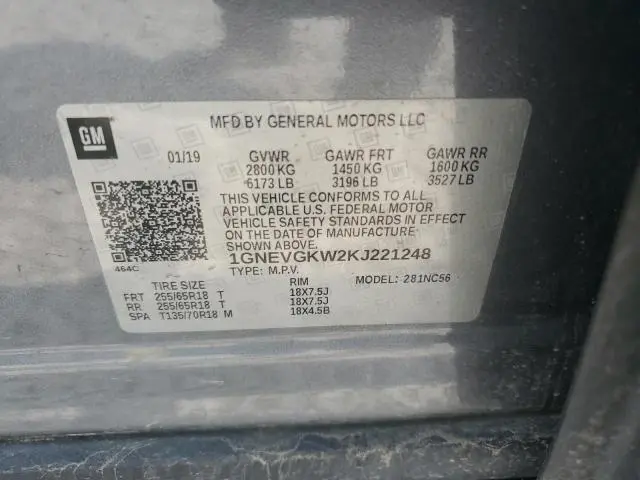 GM
MFD BY GENERAL MOTORS LLC
01/19 GVWR GAWR FRT GAWR RR
2800 KG 1450 KG 1600 KG
6173 LB 3196 LB 3527 LB
THIS VEHICLE CONFORMS TO ALL
APPLICABLE U.S. FEDERAL MOTOR
VEHICLE SAFETY STANDARDS IN EFFECT
ON THE DATE OF MANUFACTURE
SHOWN ABOVE.
464C
1GNEVGKW2KJ221248
TYPE: M.P.V. MODEL: 281NC56
TIRE SIZE RIM
FRT 255/65R18 T 18X7.5J
RR 255/65R18 T 18X7.5J
SPA T135/70R18 M 18X4.5B